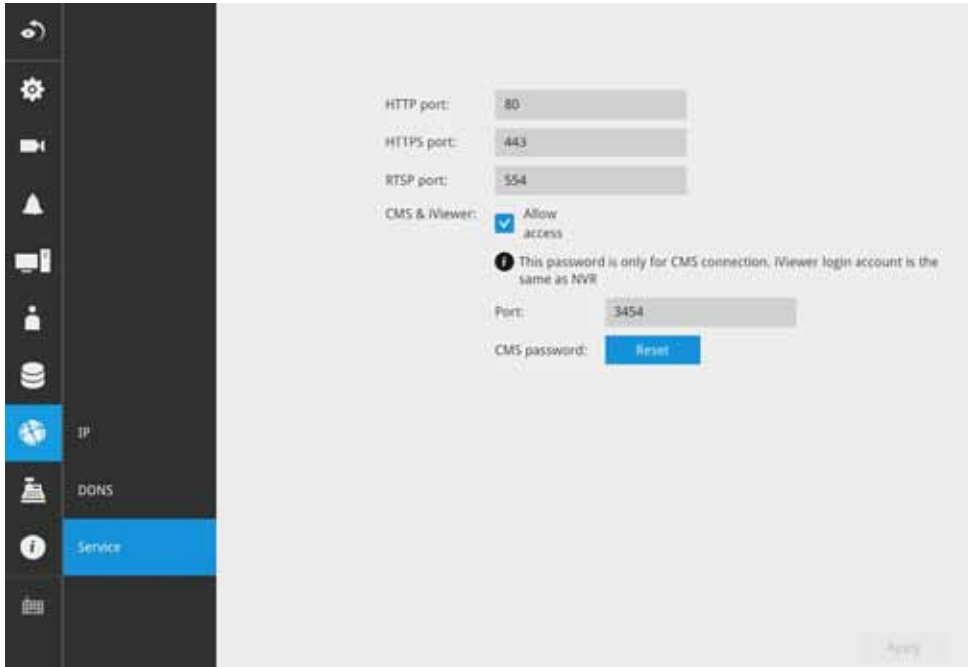 HTTP port: 80
HTTPS port: 443
RTSP port: 554
CMS & iViewer: Allow
access
This password is only for CMS connection. iViewer login account is the
same as NVR
Port: 3454
CMS password: Reset
IP
DDNS
Service
Apply